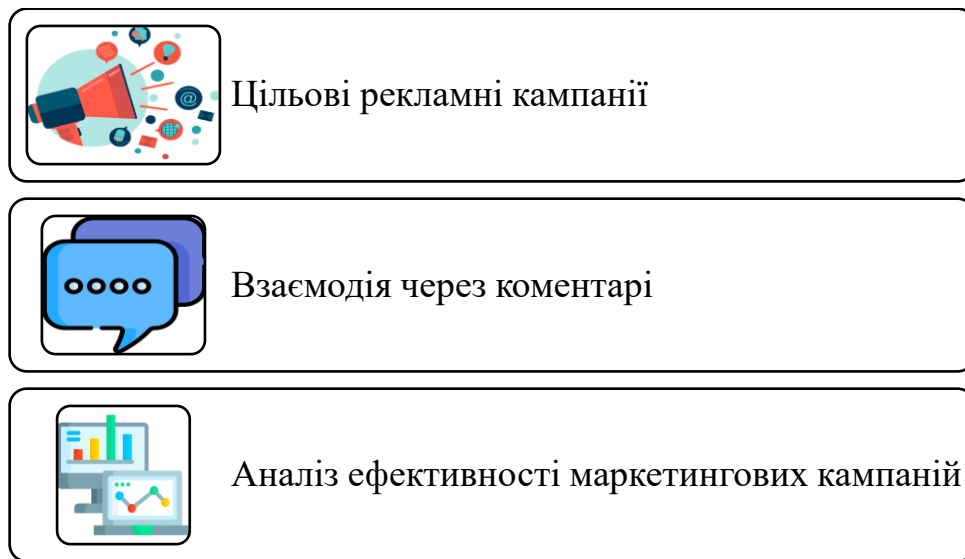 Цільові рекламні кампанії
Взаємодія через коментарі
Аналіз ефективності маркетингових кампаній